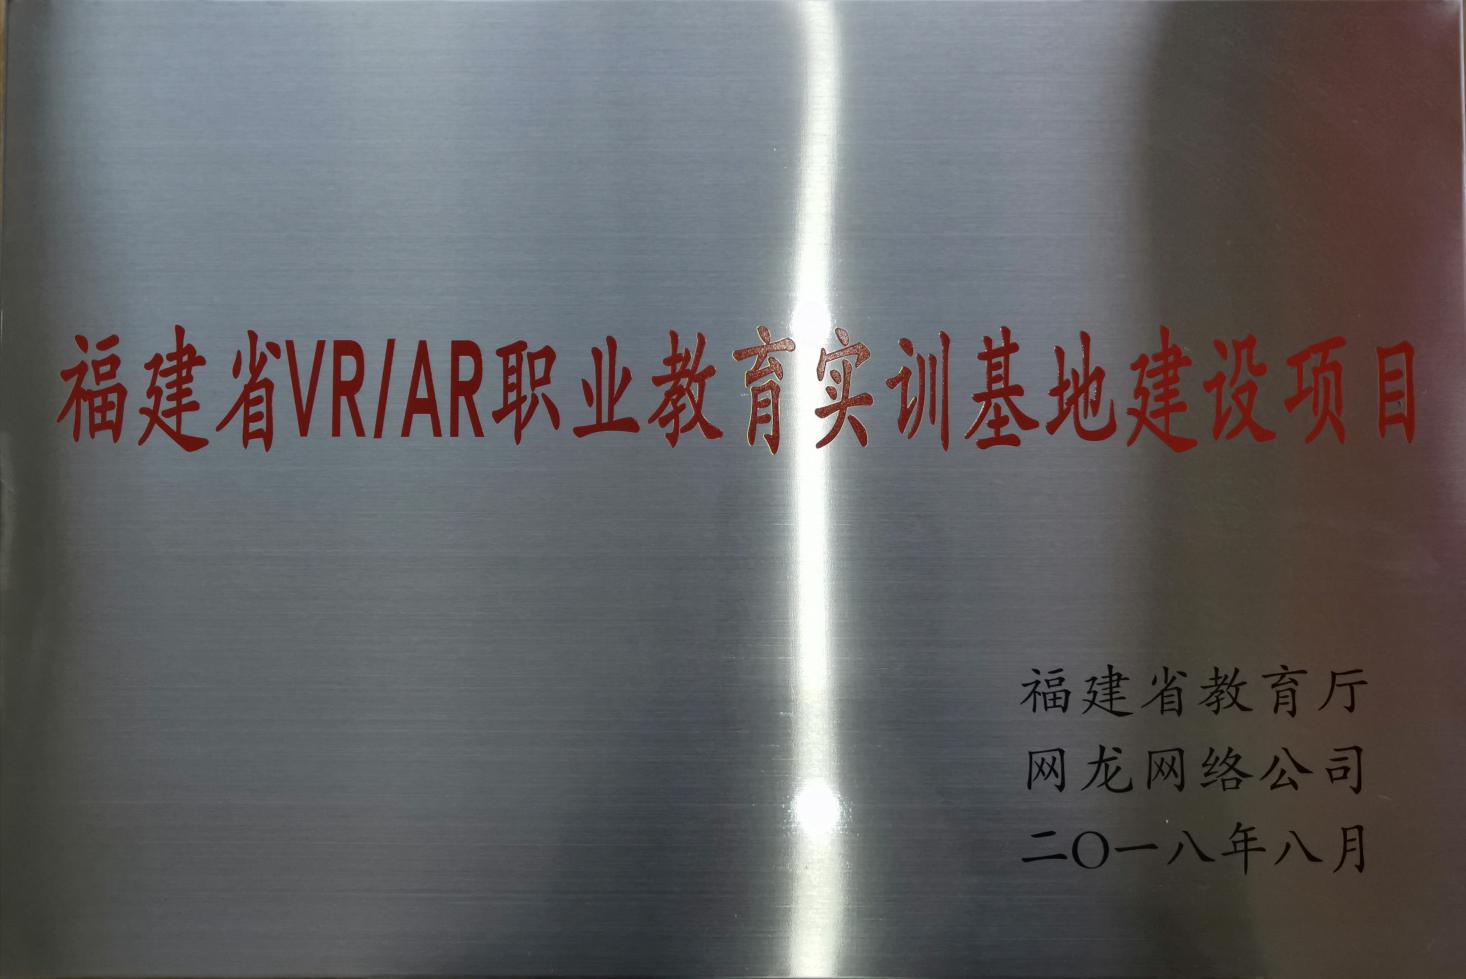 福建省VR/AR职业教育实训基地建设项目
福建省教育厅
网龙网络公司
二〇一八年八月